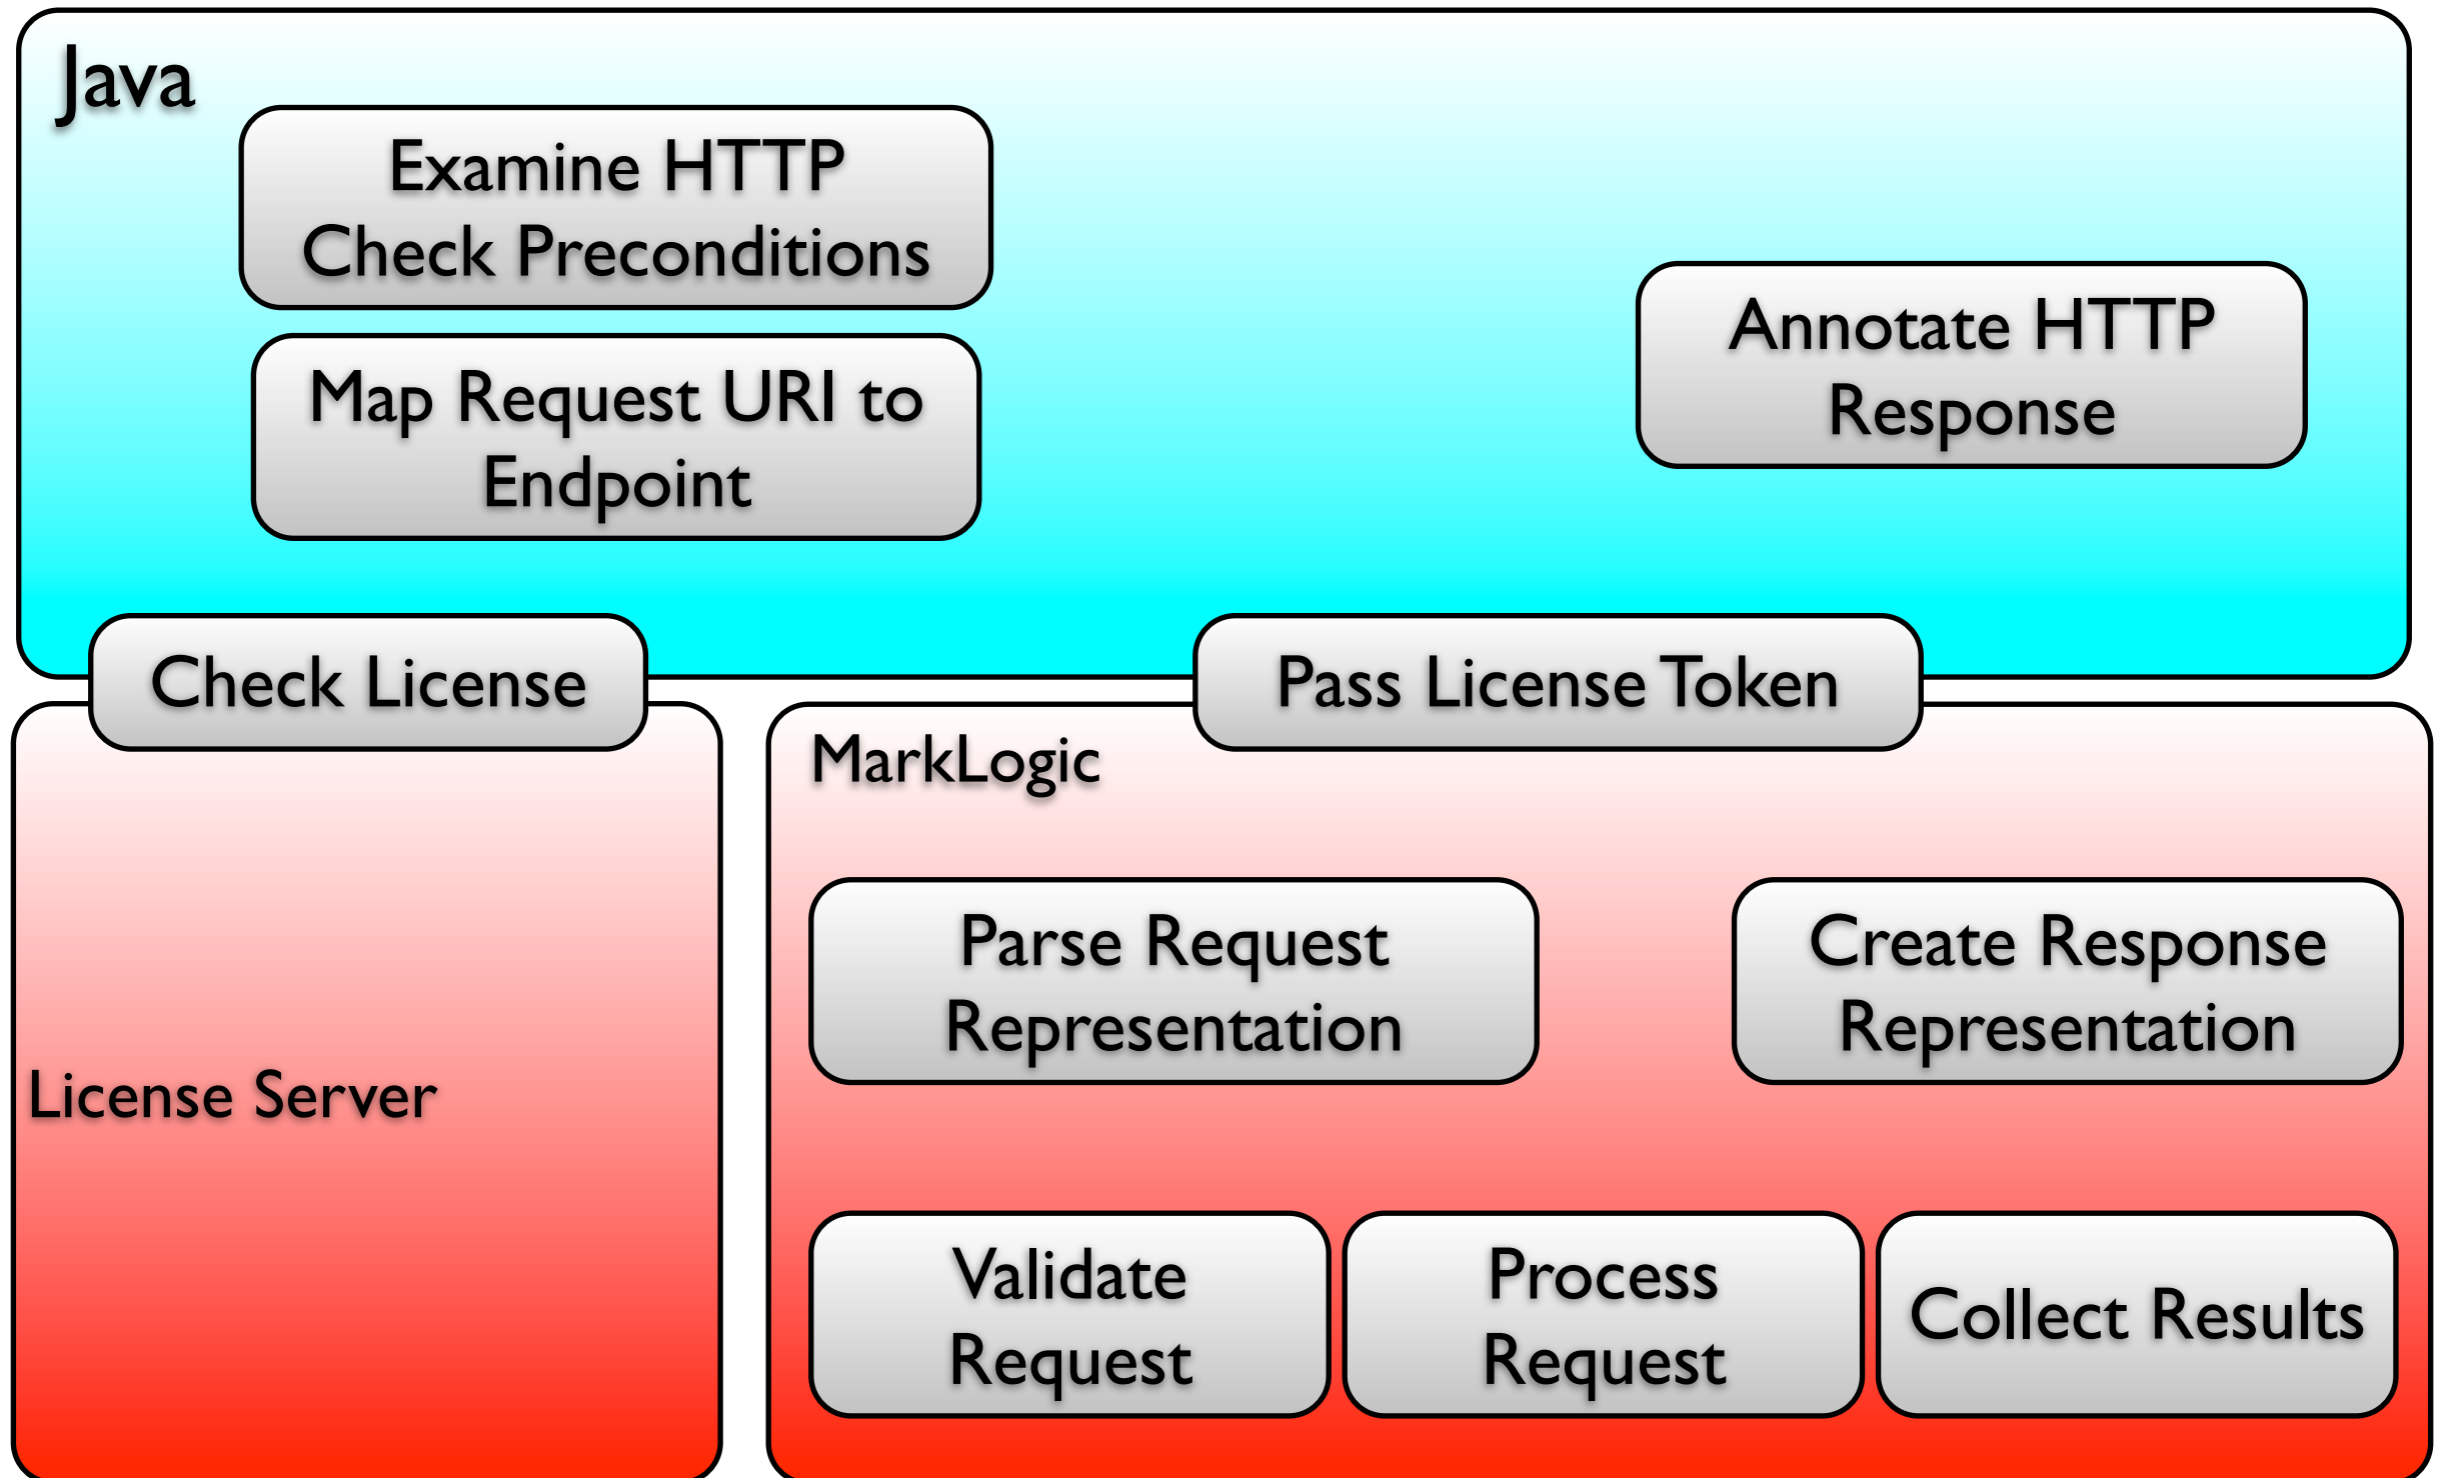 Java
Examine HTTP
Check Preconditions
Map Request URI to
Endpoint
Annotate HTTP
Response
Check License
Pass License Token
License Server
MarkLogic
Parse Request
Representation
Create Response
Representation
Validate
Request
Process
Request
Collect Results